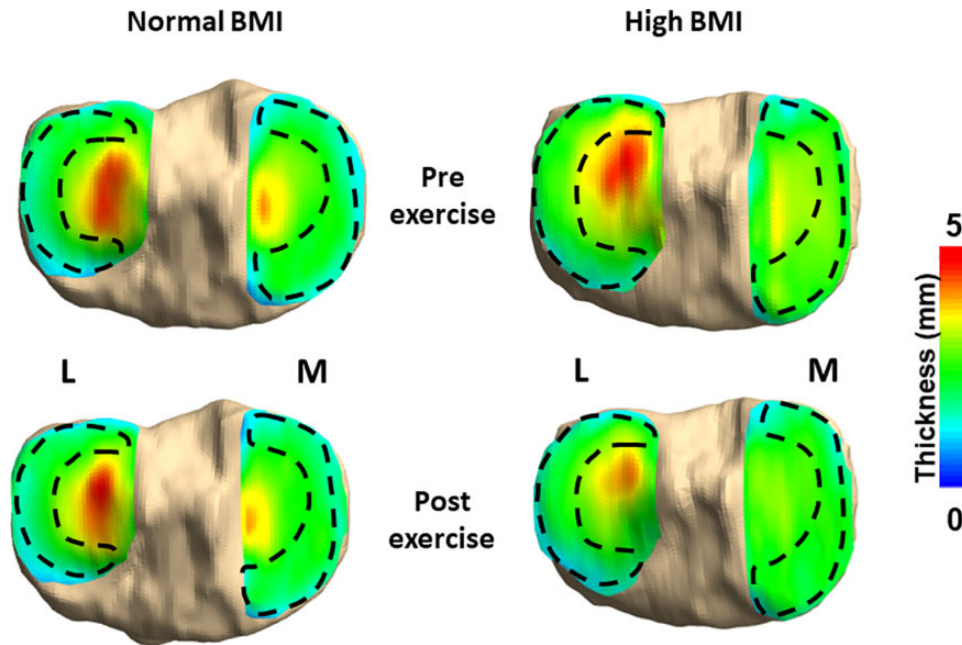 Normal BMI
High BMI
Pre
exercise
L
M
L
M
Post
exercise
5
Thickness (mm)
0